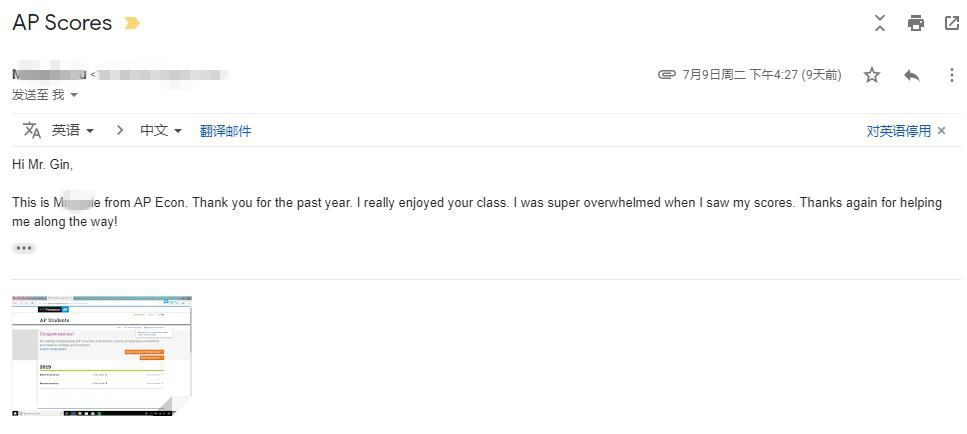 AP Scores
7月9日周二 下午4:27 (9天前)
发送至 我
英语 中文 翻译邮件 对英语停用
Hi Mr. Gin,
This is from AP Econ. Thank you for the past year. I really enjoyed your class. I was super overwhelmed when I saw my scores. Thanks again for helping
me along the way!
AP Students
Congratulations!
2019